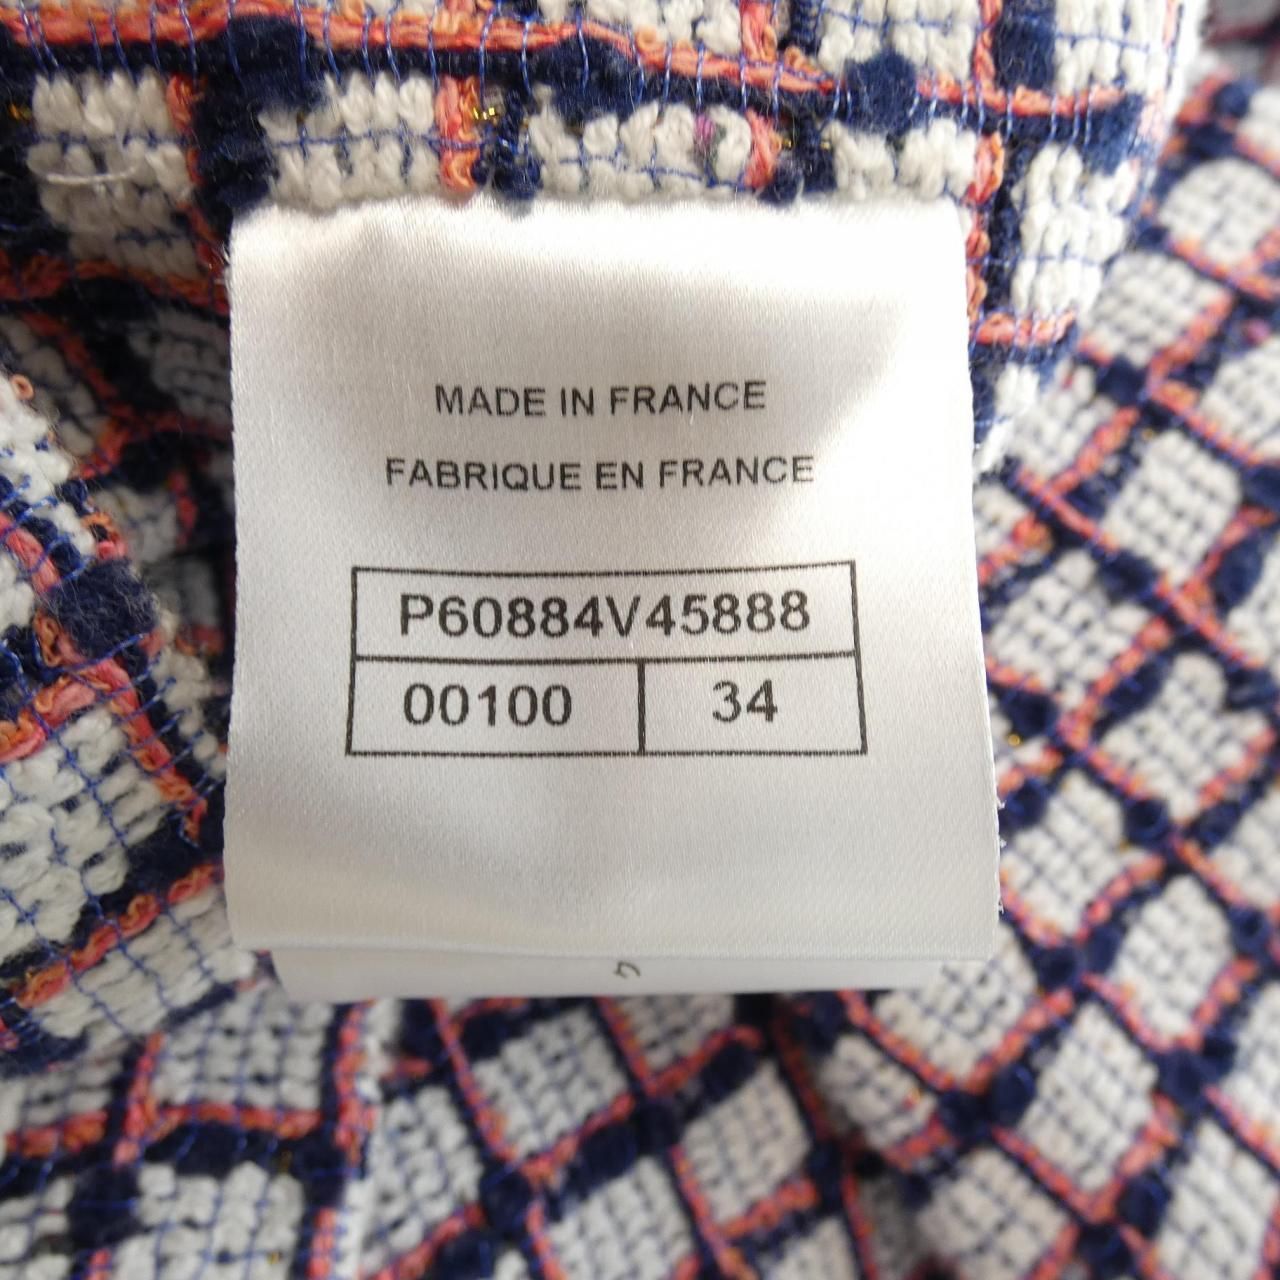 MADE IN FRANCE
FABRIQUE EN FRANCE
P60884V45888
00100 34